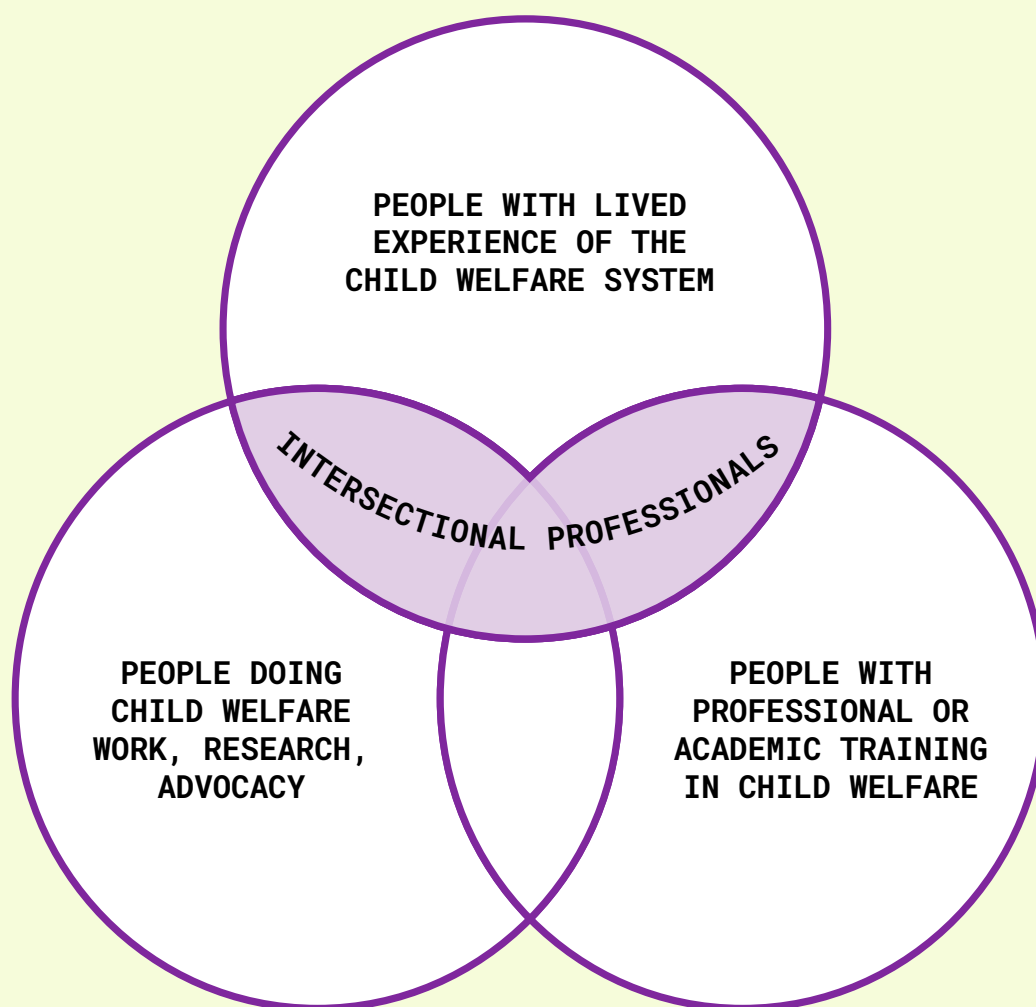 PEOPLE WITH LIVED
EXPERIENCE OF THE
CHILD WELFARE SYSTEM
INTERSECTIONAL PROFESSIONALS
PEOPLE DOING
CHILD WELFARE
WORK, RESEARCH,
ADVOCACY
PEOPLE WITH
PROFESSIONAL OR
ACADEMIC TRAINING
IN CHILD WELFARE